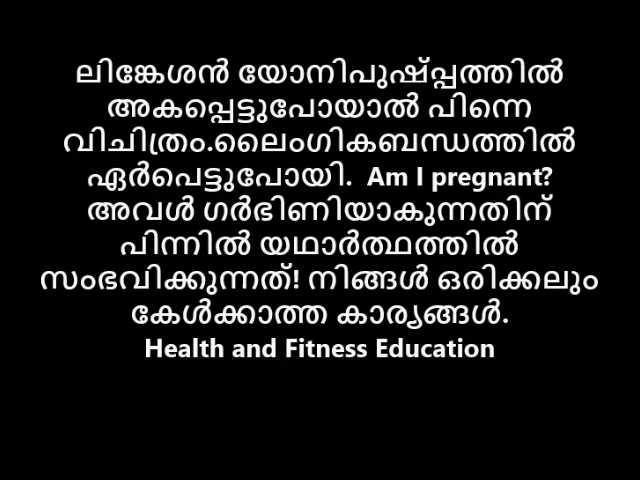 ലിങ്കേശൻ യോനിപുഷ്പ്പത്തിൽ
അകപ്പെട്ടുപോയാൽ പിന്നെ
വിചിത്രം.ലൈംഗികബന്ധത്തിൽ
ഏർപെട്ടുപോയി. Am I pregnant?
അവൾ ഗർഭിണിയാകുന്നതിന്
പിന്നിൽ യഥാർത്ഥത്തിൽ
സംഭവിക്കുന്നത്! നിങ്ങൾ ഒരിക്കലും
കേൾക്കാത്ത കാര്യങ്ങൾ.
Health and Fitness Education